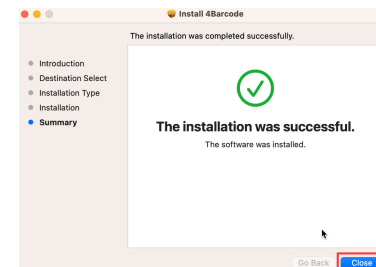 Install 4Barcode
The installation was completed successfully.
Introduction
Destination Select
Installation Type
Installation
Summary
The installation was successful.
The software was installed.
Go Back
Close